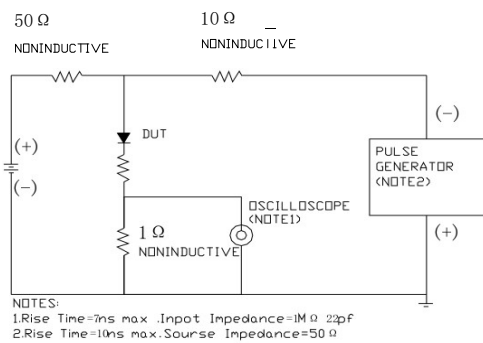 50 Ω
NONINDUCTIVE
10 Ω
NONINDUCTIVE
(+)
(-)
DUT
1 Ω
NONINDUCTIVE
OSCILLOSCOPE
(NOTE1)
(-)
PULSE
GENERATOR
(NOTE2)
(+)
NOTES:
1.Rise Time=7ns max .Inpot Impedance=1M Ω 22pf
2.Rise Time=10ns max.Sourse Impedance=50 Ω